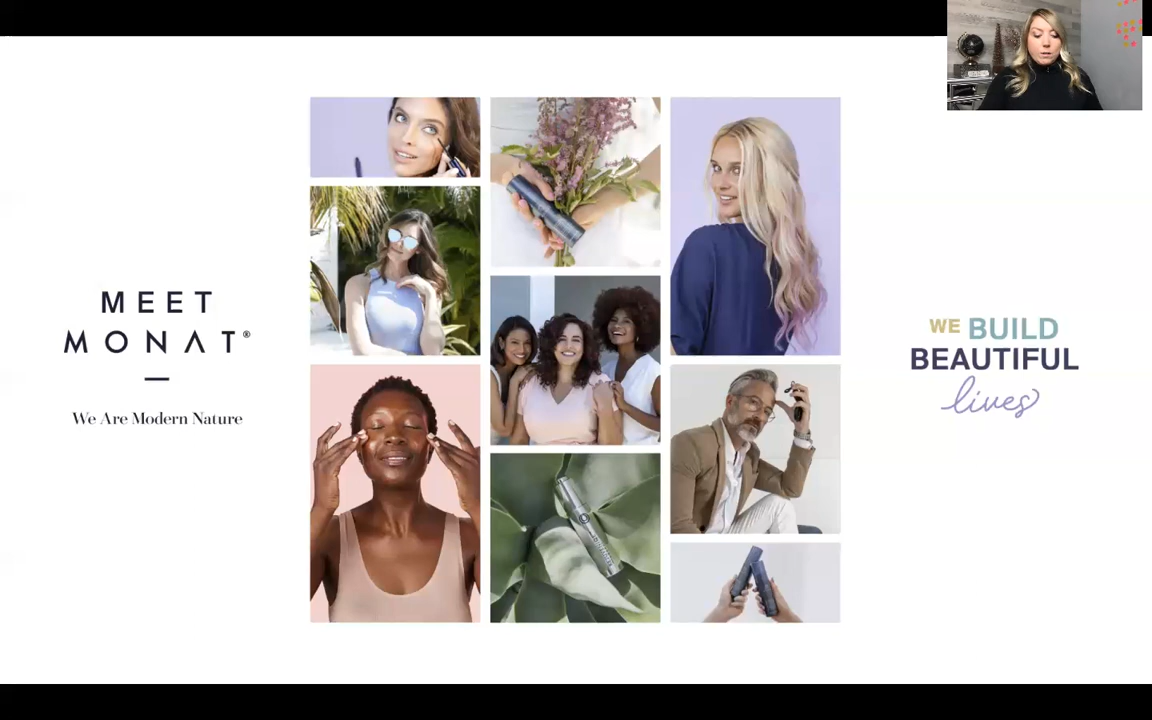 MEET
MONAT®
We Are Modern Nature
WE BUILD
BEAUTIFUL
lives